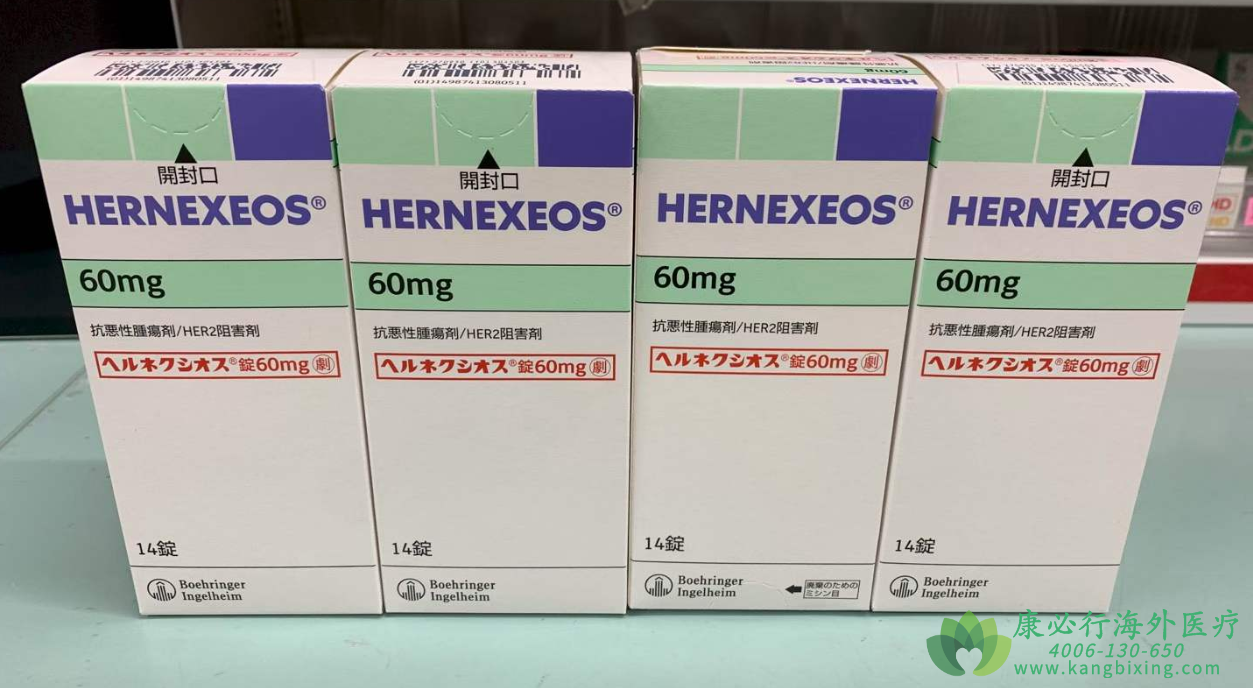 (01)14987413080511
開封口
HERNEXEOS®
60mg
抗悪性腫瘍剤/HER2阻害剤
ヘルネクシオス®錠60mg 劇
14錠
Boehringer
Ingelheim
(01)14987413080511
開封口
HERNEXEOS®
60mg
抗悪性腫瘍剤/HER2阻害剤
ヘルネクシオス®錠60mg 劇
14錠
Boehringer
Ingelheim
60mg
HERNEXEOS
HERNEXEOS®
60mg
抗悪性腫瘍剤/HER2阻害剤
ヘルネクシオス®錠60mg 劇
14錠
Boehringer
Ingelheim
廃棄のための
ミシン目
(01)14987413080511
開封口
HERNEXEOS®
60mg
抗悪性腫瘍剤/HER2阻害剤
ヘルネクシオス®錠60mg 劇
14錠
Boehringer
Ingelheim
康必行海外医疗
4006-130-650
www.kangbixing.com